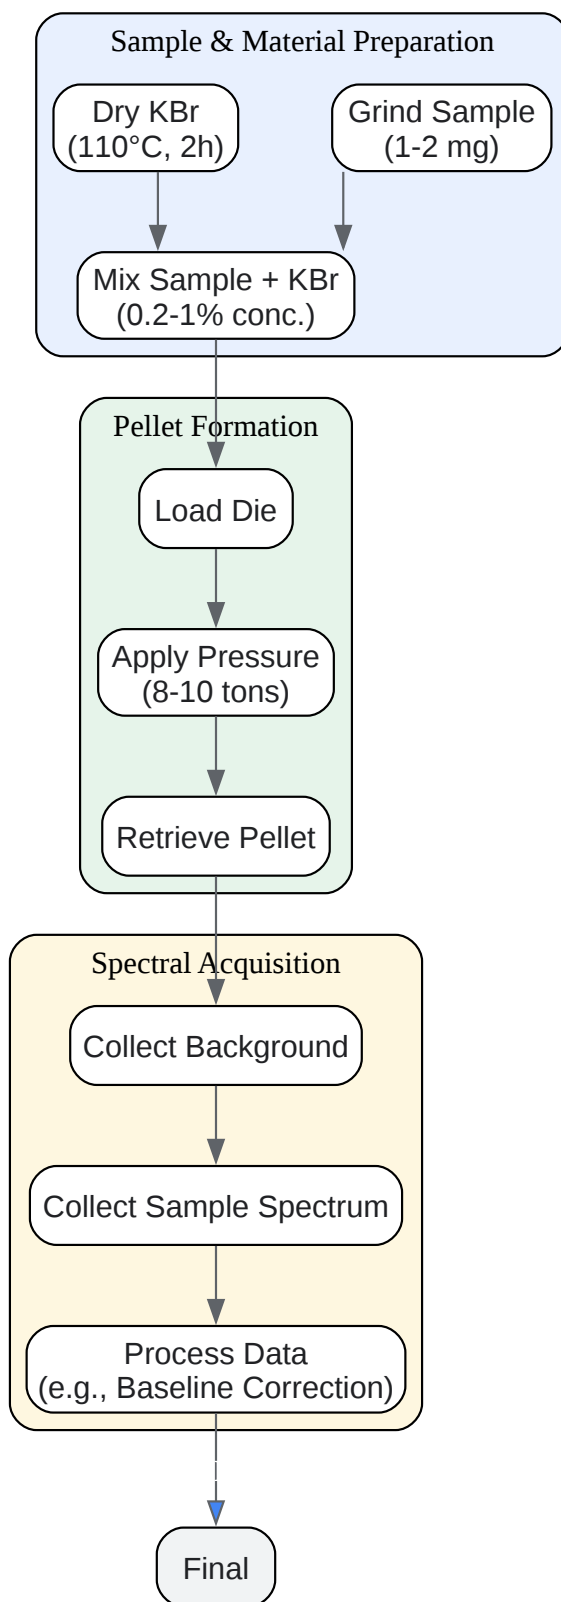 Sample & Material Preparation
Dry KBr
(110°C, 2h)
Grind Sample
(1-2 mg)
Mix Sample + KBr
(0.2-1% conc.)
Pellet Formation
Load Die
Apply Pressure
(8-10 tons)
Retrieve Pellet
Spectral Acquisition
Collect Background
Collect Sample Spectrum
Process Data
(e.g., Baseline Correction)
Final